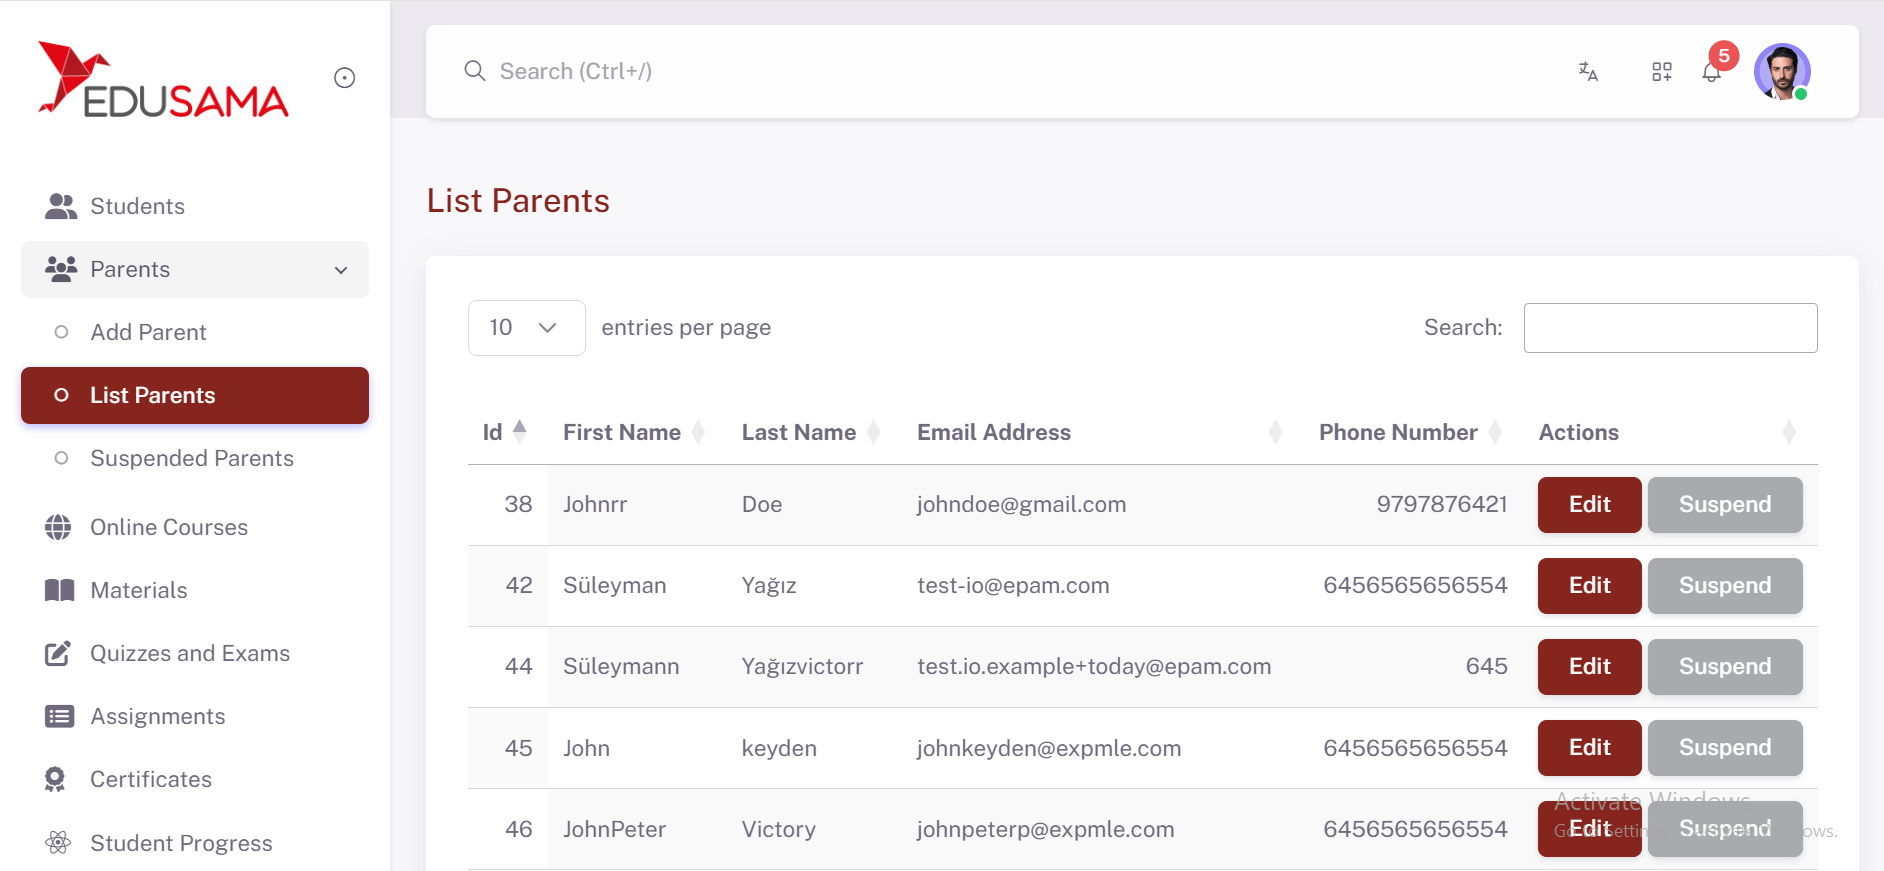 EDUSAMA
Search (Ctrl+/)
5
Students
Parents
Add Parent
List Parents
Suspended Parents
Online Courses
Materials
Quizzes and Exams
Assignments
Certificates
Student Progress
List Parents
10 entries per page
Search:
Id First Name Last Name Email Address Phone Number Actions
38 Johnrr Doe johndoe@gmail.com 9797876421 Edit Suspend
42 Süleyman Yağız test-io@epam.com 6456565656554 Edit Suspend
44 Süleymann Yağızvictorr test.io.example+today@epam.com 645 Edit Suspend
45 John keyden johnkeyden@expmle.com 6456565656554 Edit Suspend
46 JohnPeter Victory johnpeterp@expmle.com 6456565656554 Edit Suspend
Activate Windows
Go to Settings to activate Windows.